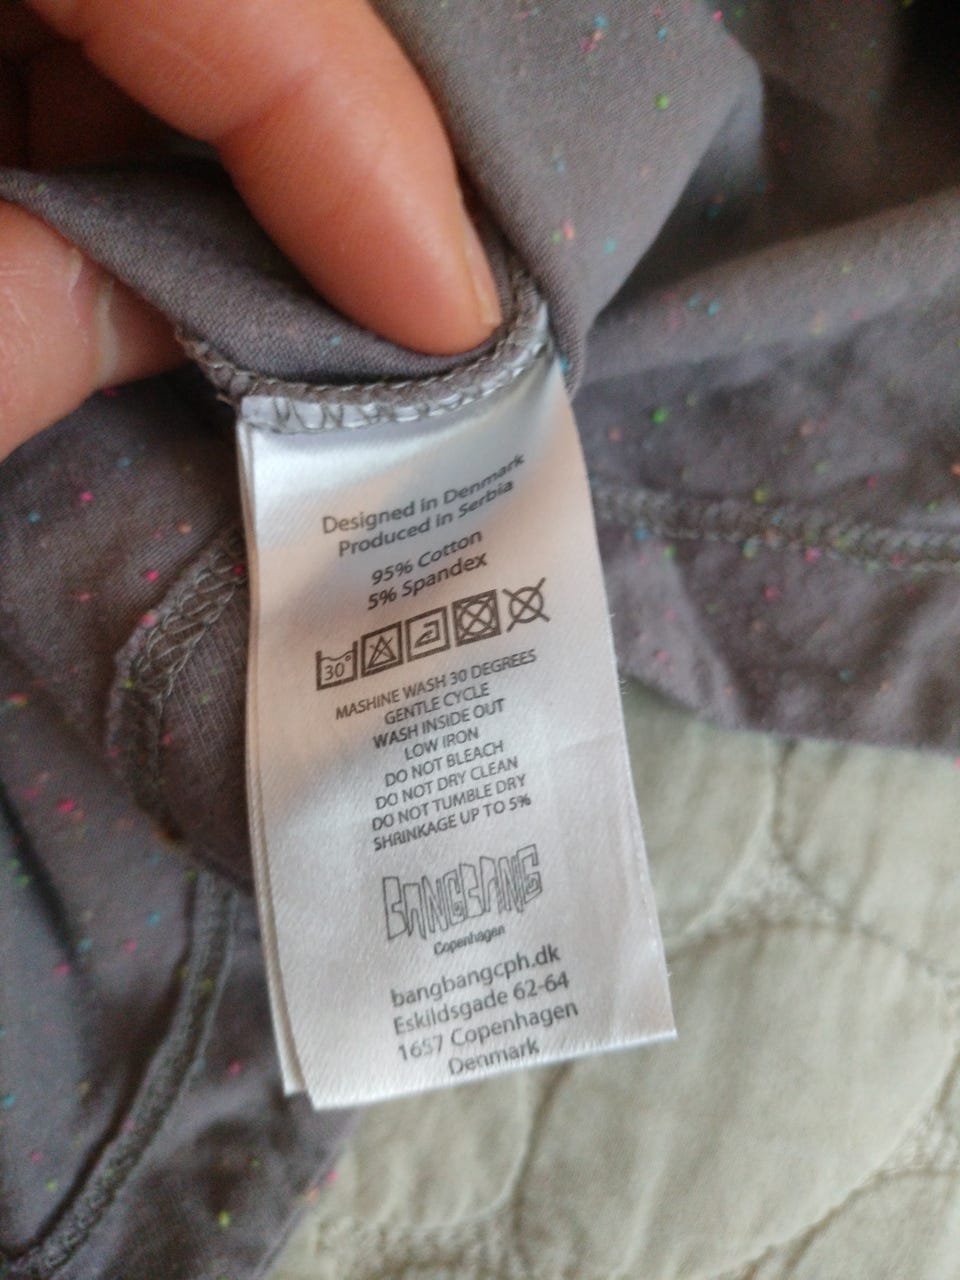 Designed in Denmark
Produced in Serbia
95% Cotton
5% Spandex
30°
MASHINE WASH 30 DEGREES
GENTLE CYCLE
WASH INSIDE OUT
LOW IRON
DO NOT BLEACH
DO NOT DRY CLEAN
DO NOT TUMBLE DRY
SHRINKAGE UP TO 5%
BANGBANG
Copenhagen
bangbangcph.dk
Eskildsgade 62-64
1657 Copenhagen
Denmark